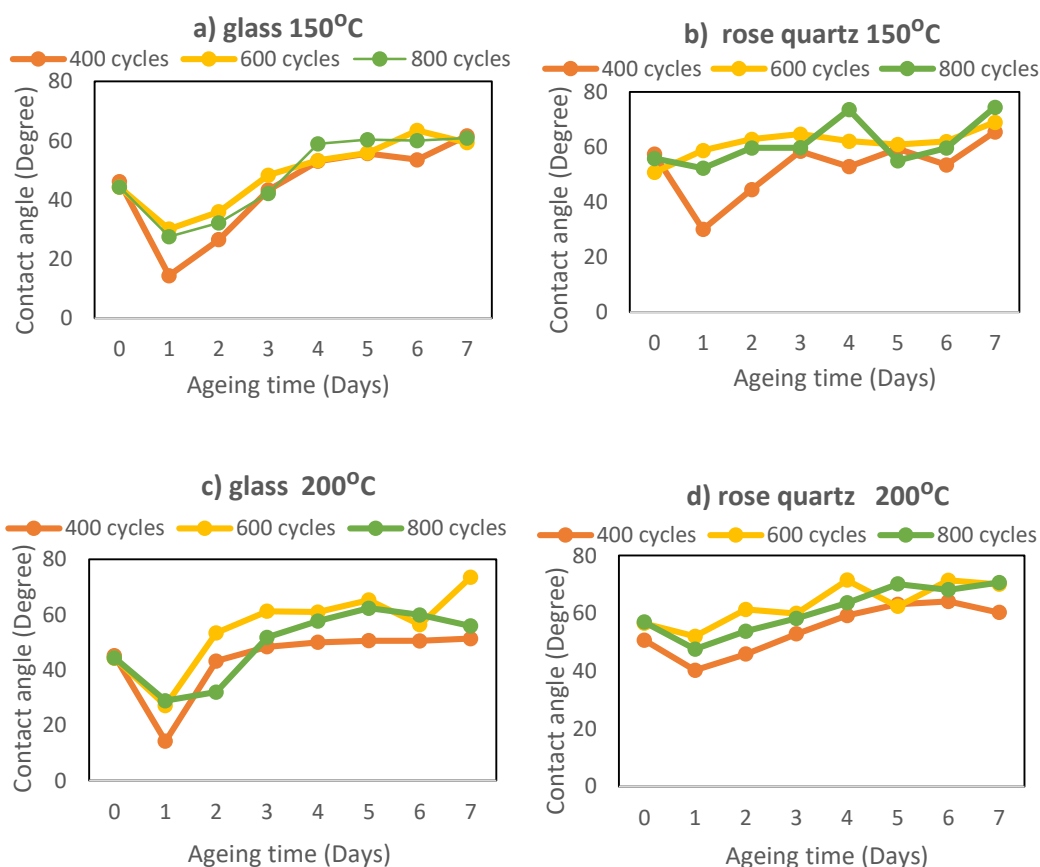 a) glass 150ºC
400 cycles 600 cycles 800 cycles
80
60
40
20
0
Contact angle (Degree)
0 1 2 3 4 5 6 7
Ageing time (Days)
b) rose quartz 150ºC
400 cycles 600 cycles 800 cycles
80
60
40
20
0
Contact angle (Degree)
0 1 2 3 4 5 6 7
Ageing time (Days)
c) glass 200ºC
400 cycles 600 cycles 800 cycles
80
60
40
20
0
Contact angle (Degree)
0 1 2 3 4 5 6 7
Ageing time (Days)
d) rose quartz 200ºC
400 cycles 600 cycles 800 cycles
80
60
40
20
0
Contact angle (Degree)
0 1 2 3 4 5 6 7
Ageing time (Days)